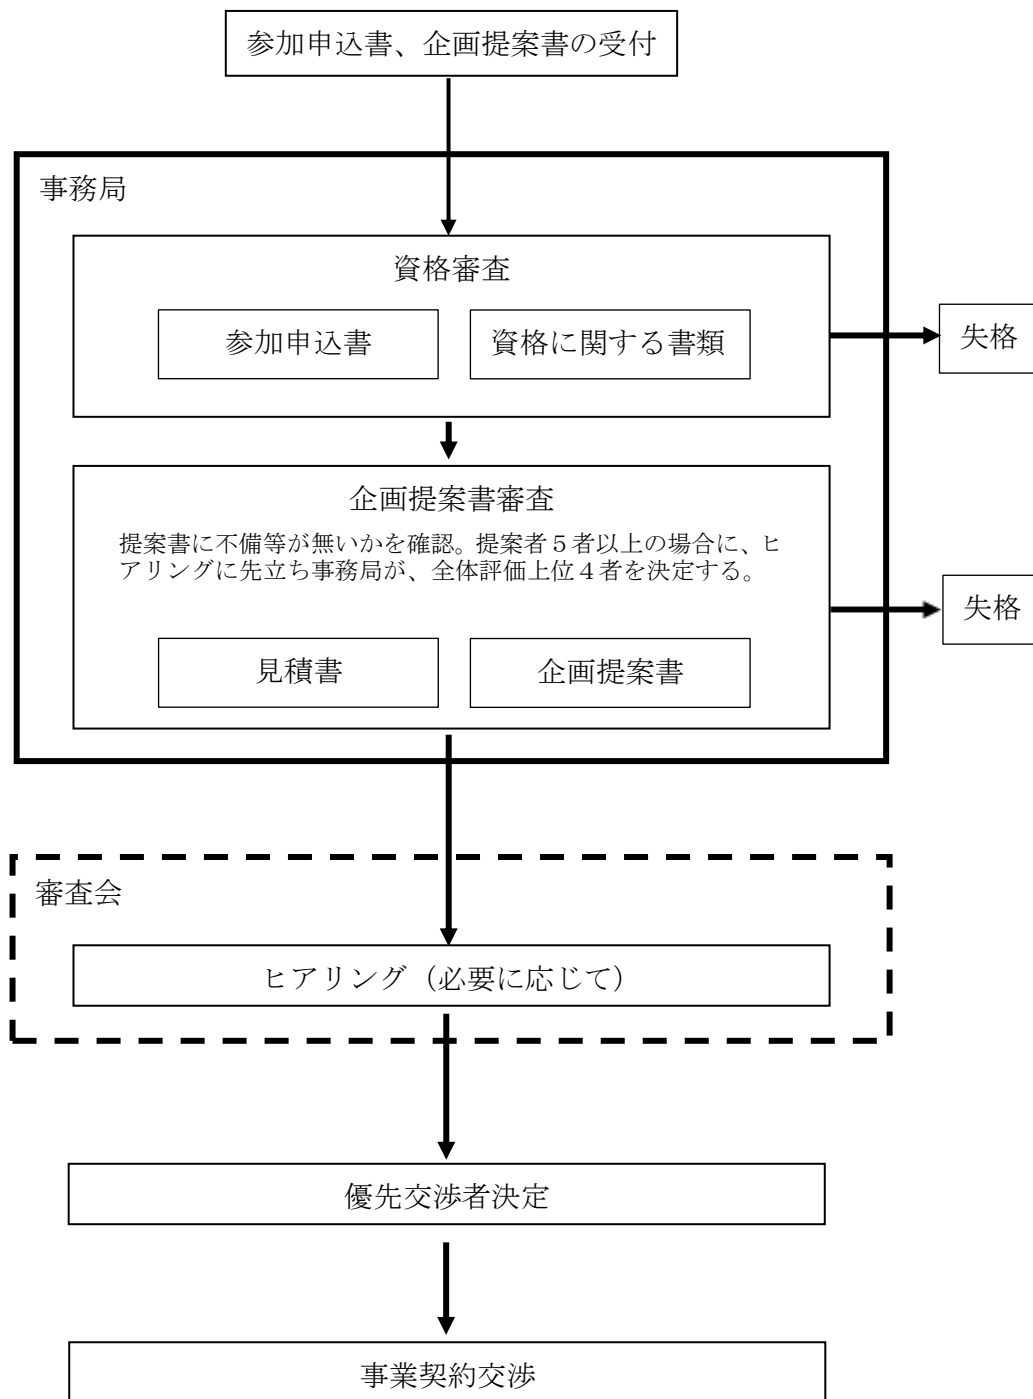 参加申込書、企画提案書の受付
事務局
資格審査
参加申込書
資格に関する書類
失格
企画提案書審査
提案書に不備等が無いかを確認。提案者５者以上の場合に、ヒ
アリングに先立ち事務局が、全体評価上位４者を決定する。
失格
見積書
企画提案書
審査会
ヒアリング（必要に応じて）
優先交渉者決定
事業契約交渉